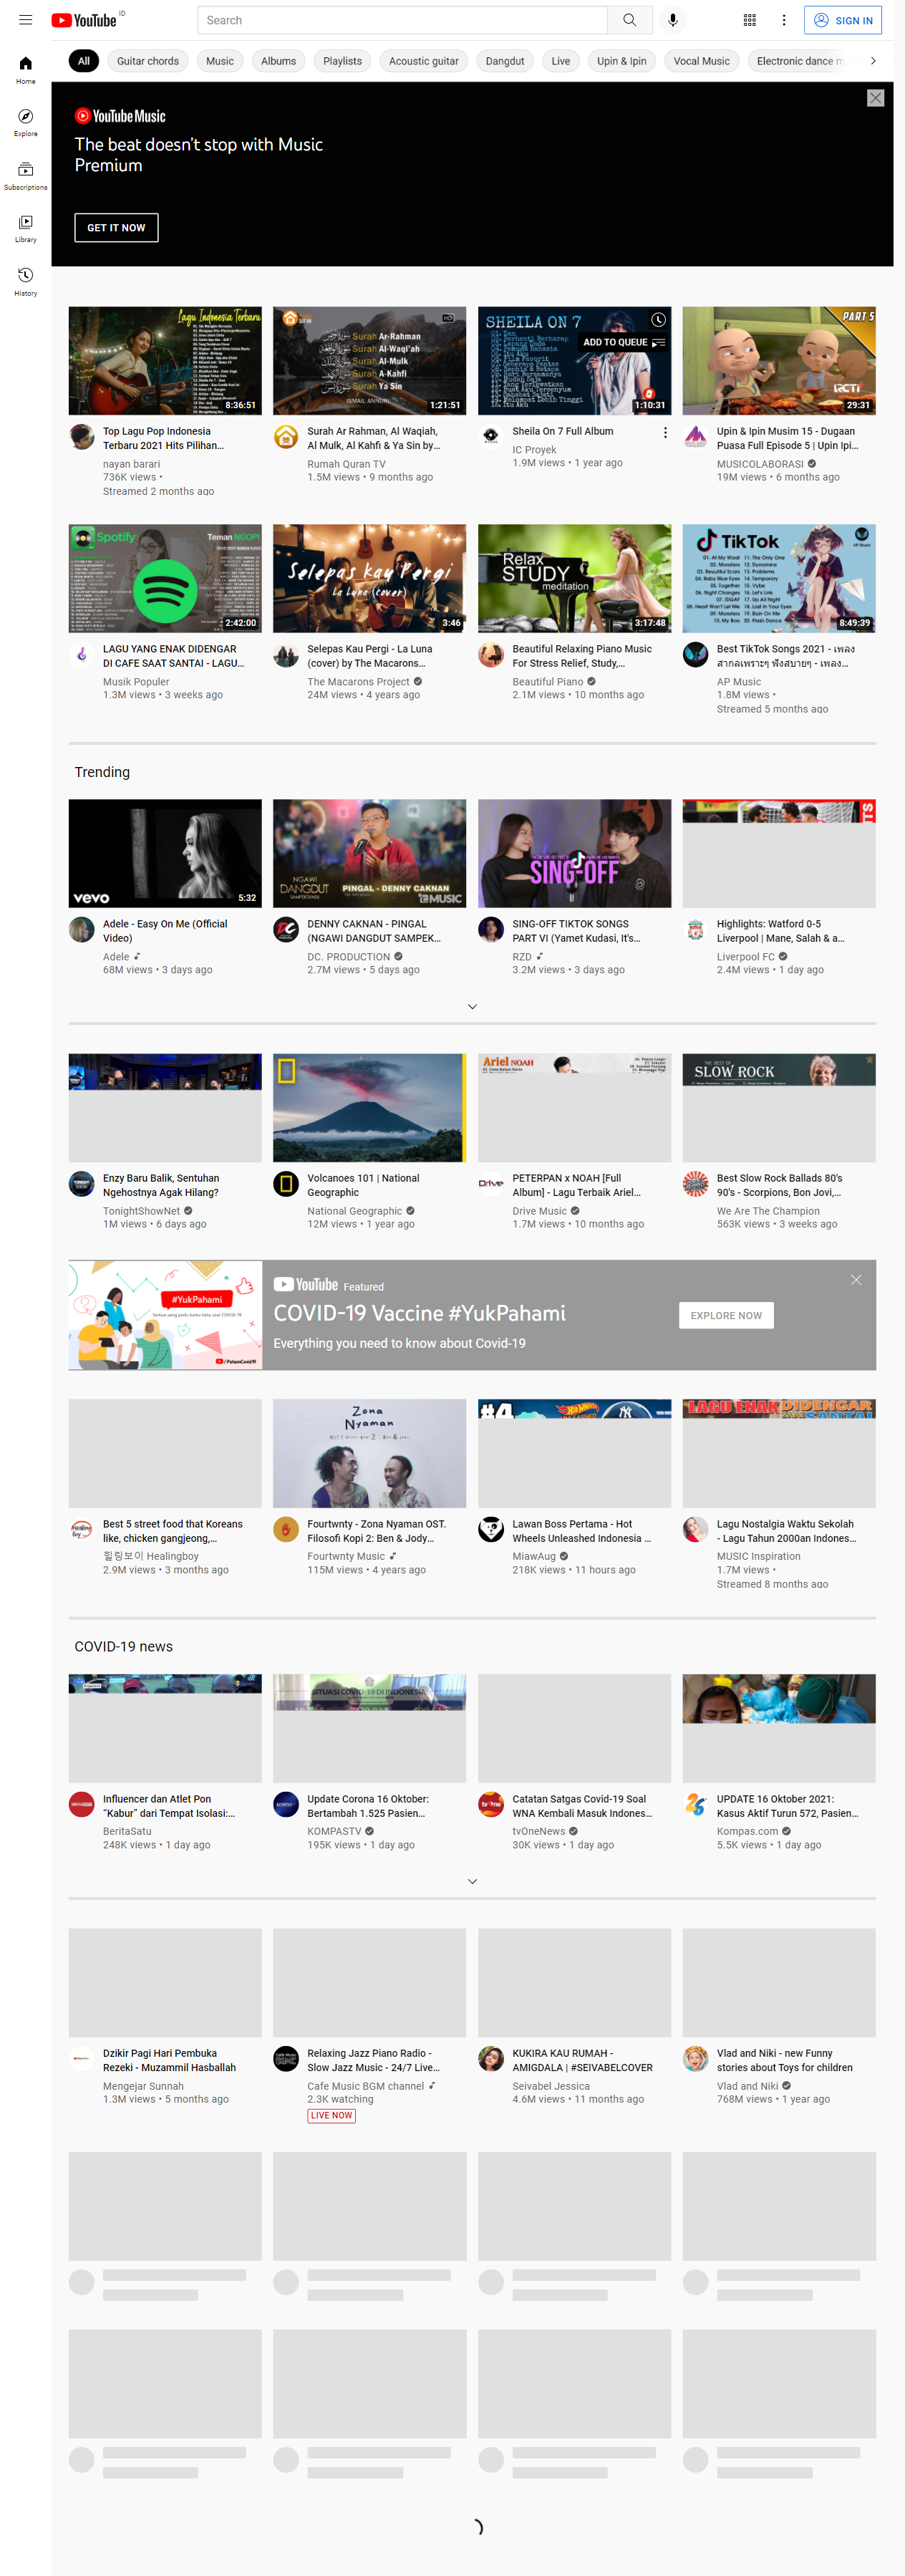 YouTube ID
Search
SIGN IN
Home
Explore
Subscriptions
Library
History
All
Guitar chords
Music
Albums
Playlists
Acoustic guitar
Dangdut
Live
Upin & Ipin
Vocal Music
Electronic dance m
YouTube Music
The beat doesn't stop with Music
Premium
GET IT NOW
Lagu Indonesia Terbaru
8:36:51
Surah Ar-Rahman
Surah Al-Waqi'ah
Surah Al-Mulk
Surah A-Kahfi
Surah Ya Sin
ISMAIL ANNURI
HD
1:21:51
SHEILA ON 7
ADD TO QUEUE
1:10:31
PART 5
RCTI+
29:31
Top Lagu Pop Indonesia
Terbaru 2021 Hits Pilihan...
nayan barari
736K views •
Streamed 2 months ago
Surah Ar Rahman, Al Waqiah,
Al Mulk, Al Kahfi & Ya Sin by...
Rumah Quran TV
1.5M views • 9 months ago
Sheila On 7 Full Album
IC Proyek
1.9M views • 1 year ago
Upin & Ipin Musim 15 - Dugaan
Puasa Full Episode 5 | Upin Ipi...
MUSICOLABORASI
19M views • 6 months ago
Spotify
Teman NGOPI
2:42:00
Selepas Kau Pergi
La Luna (cover)
3:46
Relax
STUDY
meditation
3:17:48
TikTok
AP Music
8:49:39
LAGU YANG ENAK DIDENGAR
DI CAFE SAAT SANTAI - LAGU...
Musik Populer
1.3M views • 3 weeks ago
Selepas Kau Pergi - La Luna
(cover) by The Macarons...
The Macarons Project
24M views • 4 years ago
Beautiful Relaxing Piano Music
For Stress Relief, Study,...
Beautiful Piano
2.1M views • 10 months ago
Best TikTok Songs 2021 - เพลง
สากลเพราะๆ ฟังสบายๆ - เพลง...
AP Music
1.8M views •
Streamed 5 months ago
Trending
vevo
5:32
NGAWI
DANGDUT
PINGAL - DENNY CAKNAN
MUSIC
SING-OFF
Adele - Easy On Me (Official
Video)
Adele
68M views • 3 days ago
DENNY CAKNAN - PINGAL
(NGAWI DANGDUT SAMPEK...
DC. PRODUCTION
2.7M views • 5 days ago
SING-OFF TIKTOK SONGS
PART VI (Yamet Kudasi, It's...
RZD
3.2M views • 3 days ago
Highlights: Watford 0-5
Liverpool | Mane, Salah & a...
Liverpool FC
2.4M views • 1 day ago
Ariel NOAH
THE BEST OF
SLOW ROCK
Enzy Baru Balik, Sentuhan
Ngehostnya Agak Hilang?
TonightShowNet
1M views • 6 days ago
Volcanoes 101 | National
Geographic
National Geographic
12M views • 1 year ago
PETERPAN x NOAH [Full
Album] - Lagu Terbaik Ariel...
Drive Music
1.7M views • 10 months ago
Best Slow Rock Ballads 80's
90's - Scorpions, Bon Jovi,...
We Are The Champion
563K views • 3 weeks ago
#YukPahami
Semua yang perlu kamu tahu soal COVID-19
YouTube Featured
COVID-19 Vaccine #YukPahami
Everything you need to know about Covid-19
EXPLORE NOW
Zona
Nyaman
#4
HOT WHEELS
LAGU ENAK DIDENGAR
Best 5 street food that Koreans
like, chicken gangjeong,...
힐링보이 Healingboy
2.9M views • 3 months ago
Fourtwnty - Zona Nyaman OST.
Filosofi Kopi 2: Ben & Jody...
Fourtwnty Music
115M views • 4 years ago
Lawan Boss Pertama - Hot
Wheels Unleashed Indonesia ...
MiawAug
218K views • 11 hours ago
Lagu Nostalgia Waktu Sekolah
- Lagu Tahun 2000an Indones...
MUSIC Inspiration
1.7M views •
Streamed 8 months ago
COVID-19 news
SITUASI COVID-19 DI INDONESIA
Influencer dan Atlet Pon
"Kabur" dari Tempat Isolasi:...
BeritaSatu
248K views • 1 day ago
Update Corona 16 Oktober:
Bertambah 1.525 Pasien...
KOMPASTV
195K views • 1 day ago
Catatan Satgas Covid-19 Soal
WNA Kembali Masuk Indones...
tvOneNews
30K views • 1 day ago
UPDATE 16 Oktober 2021:
Kasus Aktif Turun 572, Pasien...
Kompas.com
5.5K views • 1 day ago
Dzikir Pagi Hari Pembuka
Rezeki - Muzammil Hasballah
Mengejar Sunnah
1.3M views • 5 months ago
Relaxing Jazz Piano Radio -
Slow Jazz Music - 24/7 Live...
Cafe Music BGM channel
2.3K watching
LIVE NOW
KUKIRA KAU RUMAH -
AMIGDALA | #SEIVABELCOVER
Seivabel Jessica
4.6M views • 11 months ago
Vlad and Niki - new Funny
stories about Toys for children
Vlad and Niki
768M views • 1 year ago